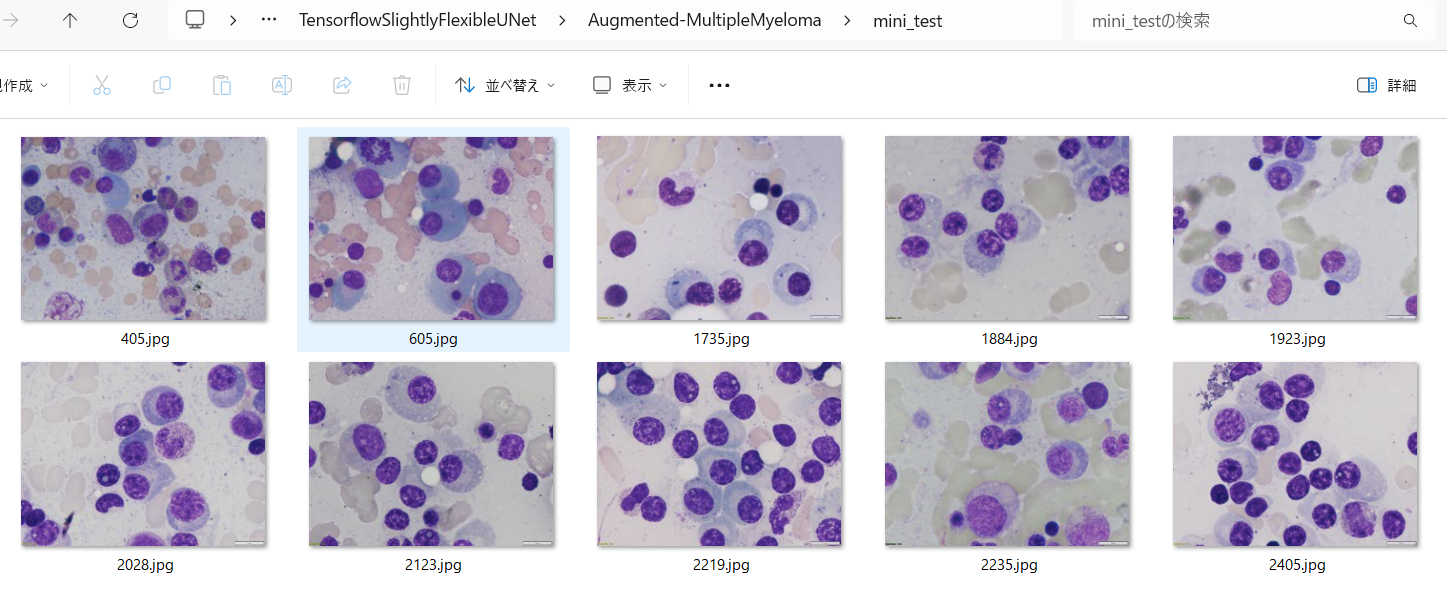 TensorflowSlightlyFlexibleUNet Augmented-MultipleMyeloma mini_test mini_testの検索
作成 並べ替え 表示 詳細
405.jpg 605.jpg 1735.jpg 1884.jpg 1923.jpg
2028.jpg 2123.jpg 2219.jpg 2235.jpg 2405.jpg